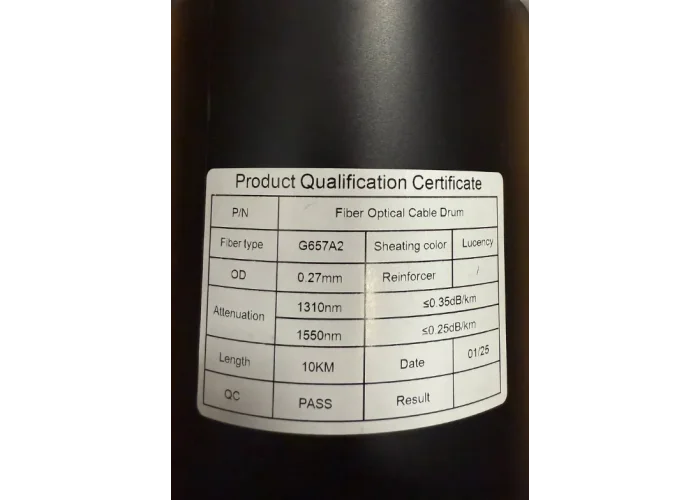 Product Qualification Certificate
P/N Fiber Optical Cable Drum
Fiber type G657A2 Sheating color Lucency
OD 0.27mm Reinforcer /
Attenuation 1310nm ≤0.35dB/km
1550nm ≤0.25dB/km
Length 10KM Date 01/25
QC PASS Result